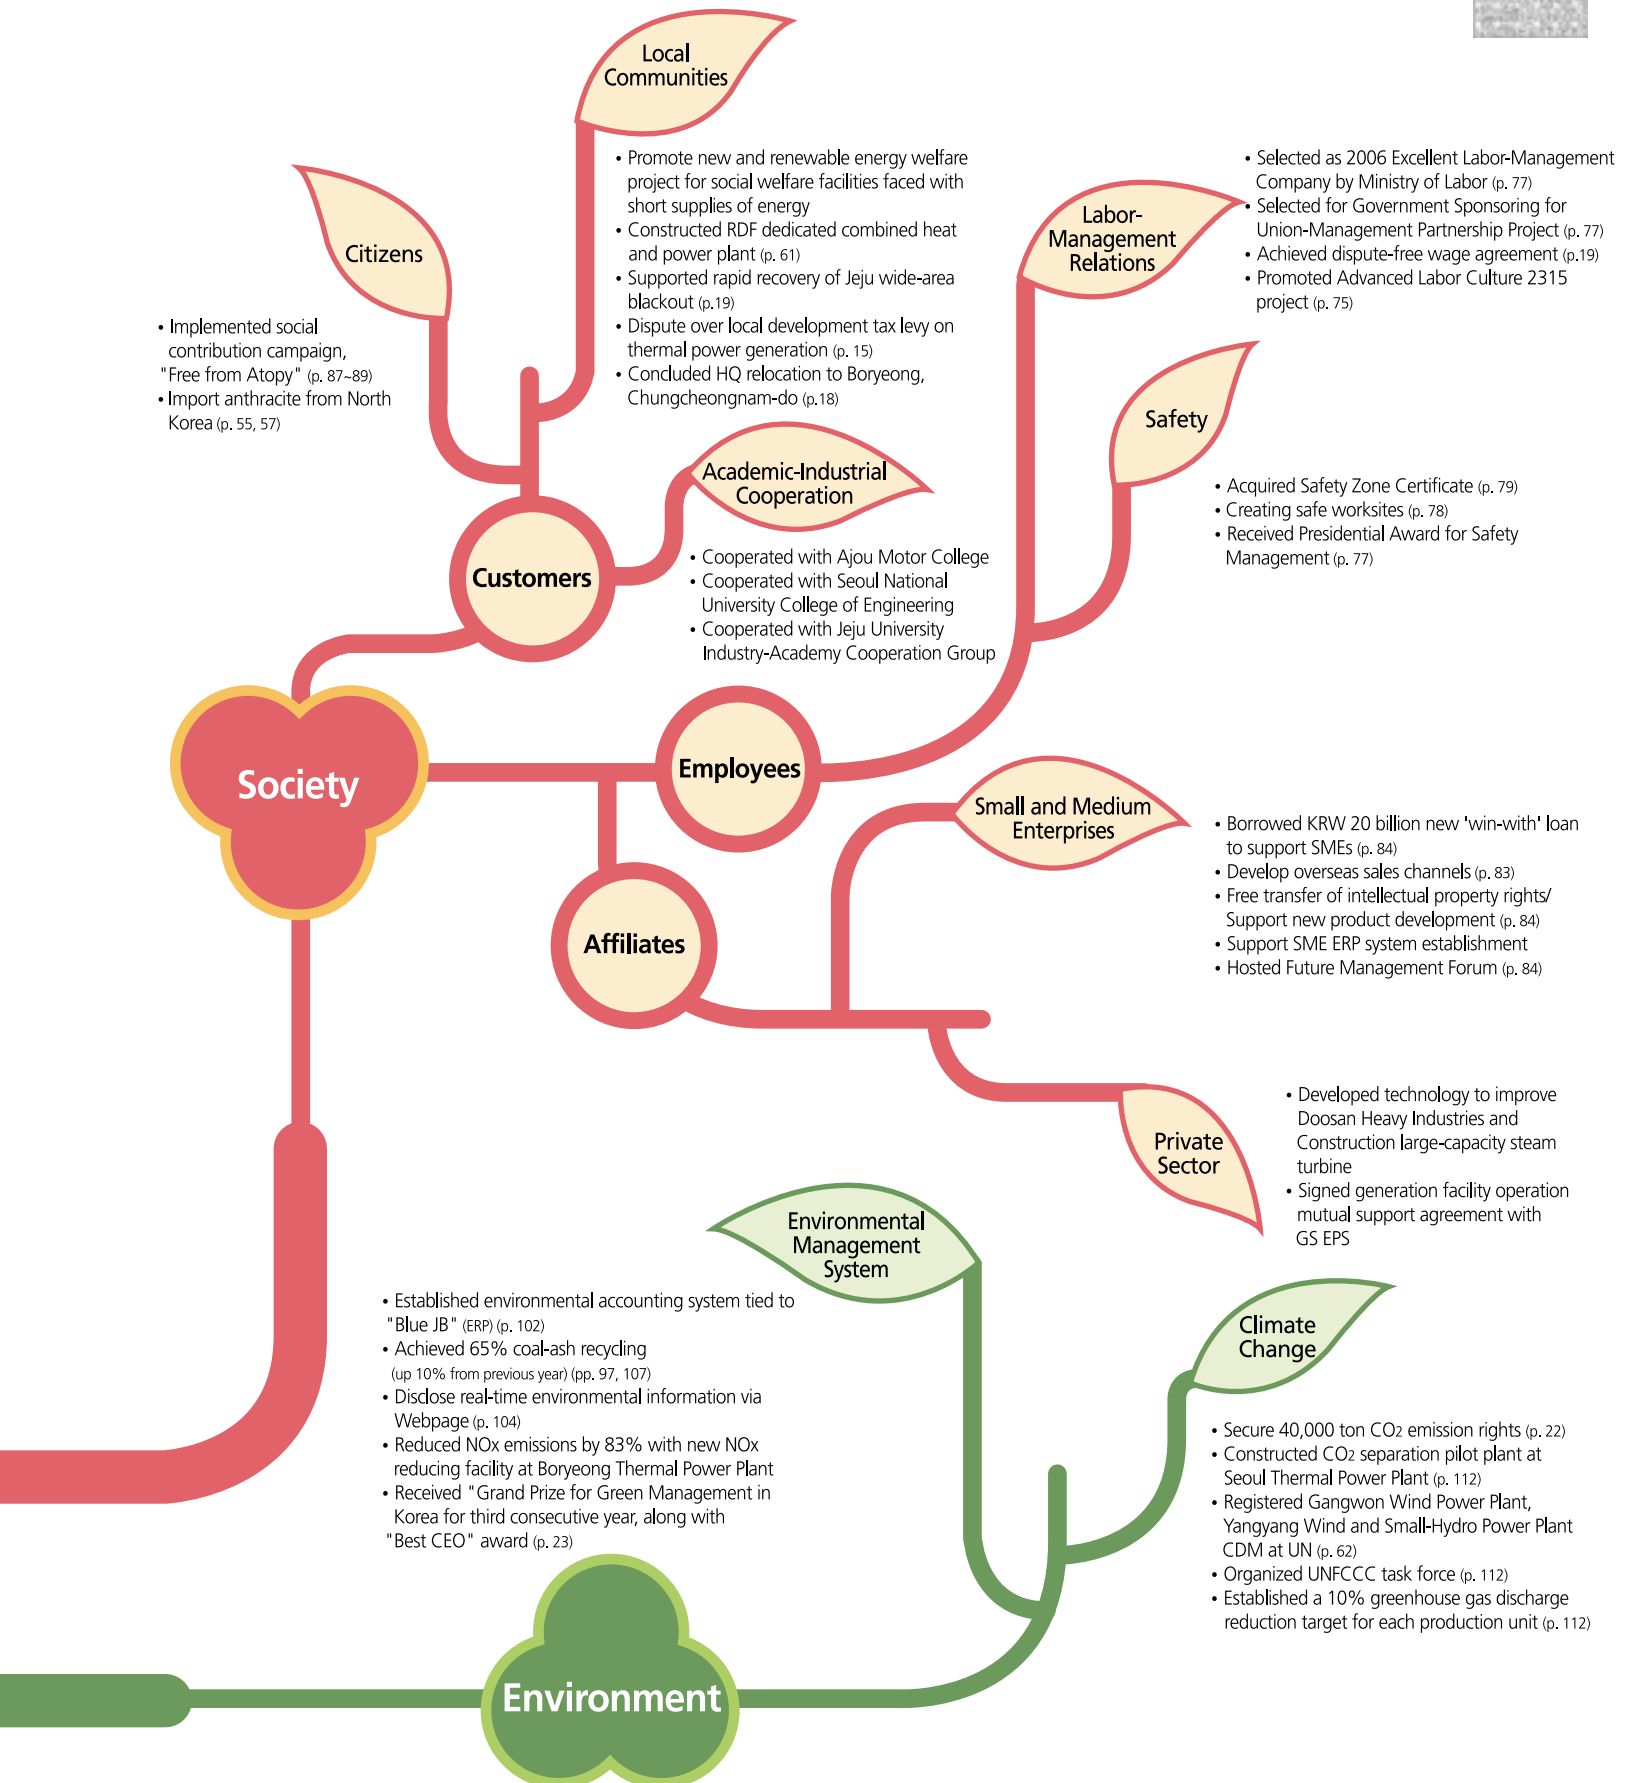 Local
Communities
• Promote new and renewable energy welfare
project for social welfare facilities faced with
short supplies of energy
• Constructed RDF dedicated combined heat
and power plant (p. 61)
• Supported rapid recovery of Jeju wide-area
blackout (p.19)
• Dispute over local development tax levy on
thermal power generation (p. 15)
• Concluded HQ relocation to Boryeong,
Chungcheongnam-do (p.18)
Citizens
• Implemented social
contribution campaign,
"Free from Atopy" (p. 87~89)
• Import anthracite from North
Korea (p. 55, 57)
Academic-Industrial
Cooperation
• Cooperated with Ajou Motor College
• Cooperated with Seoul National
University College of Engineering
• Cooperated with Jeju University
Industry-Academy Cooperation Group
Customers
Labor-
Management
Relations
• Selected as 2006 Excellent Labor-Management
Company by Ministry of Labor (p. 77)
• Selected for Government Sponsoring for
Union-Management Partnership Project (p. 77)
• Achieved dispute-free wage agreement (p.19)
• Promoted Advanced Labor Culture 2315
project (p. 75)
Safety
• Acquired Safety Zone Certificate (p. 79)
• Creating safe worksites (p. 78)
• Received Presidential Award for Safety
Management (p. 77)
Society
Employees
Small and Medium
Enterprises
• Borrowed KRW 20 billion new 'win-with' loan
to support SMEs (p. 84)
• Develop overseas sales channels (p. 83)
• Free transfer of intellectual property rights/
Support new product development (p. 84)
• Support SME ERP system establishment
• Hosted Future Management Forum (p. 84)
Affiliates
Private
Sector
• Developed technology to improve
Doosan Heavy Industries and
Construction large-capacity steam
turbine
• Signed generation facility operation
mutual support agreement with
GS EPS
Environmental
Management
System
• Established environmental accounting system tied to
"Blue JB" (ERP) (p. 102)
• Achieved 65% coal-ash recycling
(up 10% from previous year) (pp. 97, 107)
• Disclose real-time environmental information via
Webpage (p. 104)
• Reduced NOx emissions by 83% with new NOx
reducing facility at Boryeong Thermal Power Plant
• Received "Grand Prize for Green Management in
Korea for third consecutive year, along with
"Best CEO" award (p. 23)
Climate
Change
• Secure 40,000 ton CO2 emission rights (p. 22)
• Constructed CO2 separation pilot plant at
Seoul Thermal Power Plant (p. 112)
• Registered Gangwon Wind Power Plant,
Yangyang Wind and Small-Hydro Power Plant
CDM at UN (p. 62)
• Organized UNFCCC task force (p. 112)
• Established a 10% greenhouse gas discharge
reduction target for each production unit (p. 112)
Environment